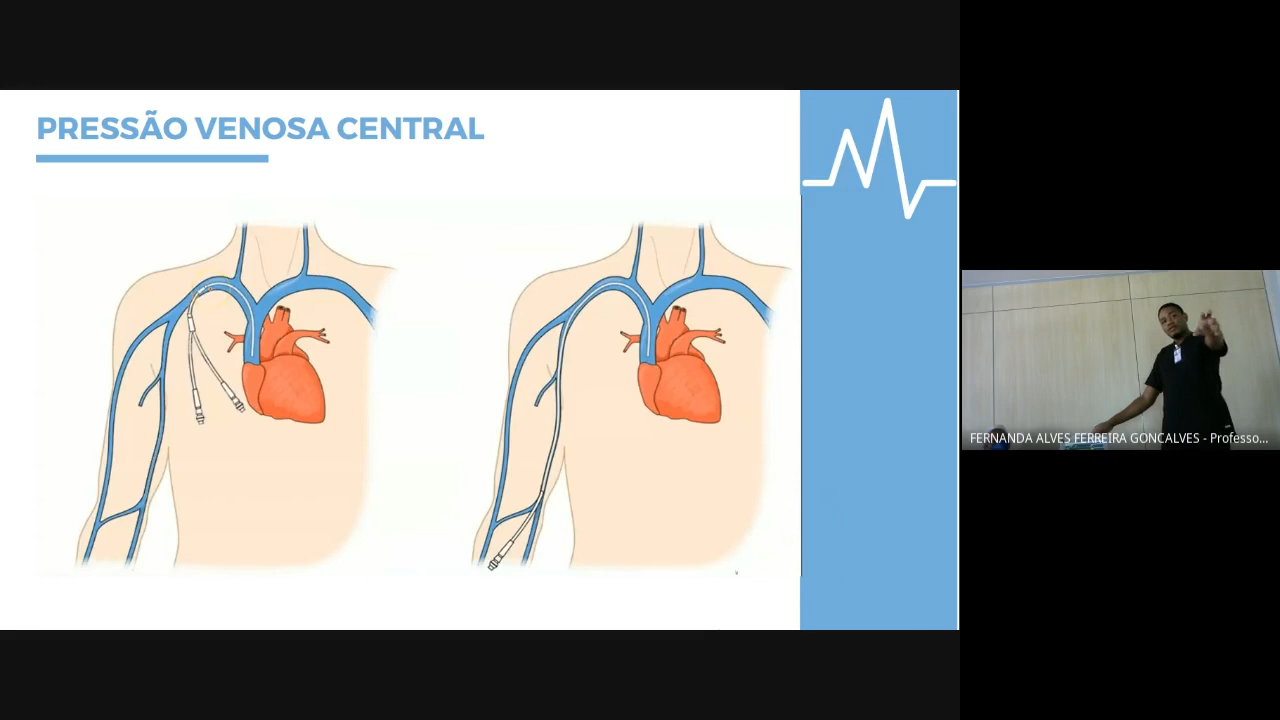 PRESSÃO VENOSA CENTRAL
FERNANDA ALVES FERREIRA GONCALVES - Professo...